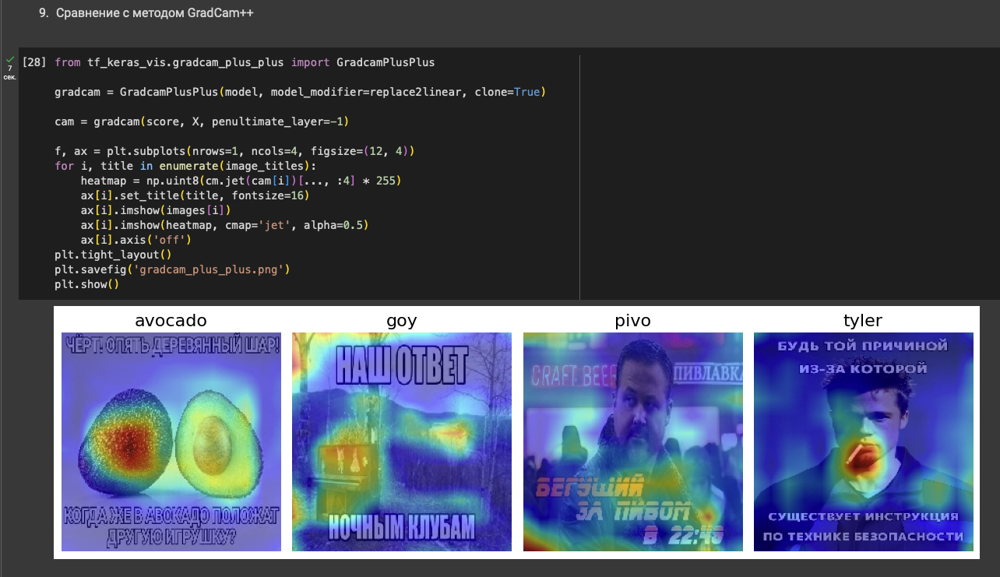 9. Сравнение с методом GradCam++
7
сек.
[28] from tf_keras_vis.gradcam_plus_plus import GradcamPlusPlus
gradcam = GradcamPlusPlus(model, model_modifier=replace2linear, clone=True)
cam = gradcam(score, X, penultimate_layer=-1)
f, ax = plt.subplots(nrows=1, ncols=4, figsize=(12, 4))
for i, title in enumerate(image_titles):
    heatmap = np.uint8(cm.jet(cam[i])[..., :4] * 255)
    ax[i].set_title(title, fontsize=16)
    ax[i].imshow(images[i])
    ax[i].imshow(heatmap, cmap='jet', alpha=0.5)
    ax[i].axis('off')
plt.tight_layout()
plt.savefig('gradcam_plus_plus.png')
plt.show()
avocado
ЧЁРТ! ОПЯТЬ ДЕРЕВЯННЫЙ ШАР!
КОГДА ЖЕ В АВОКАДО ПОЛОЖАТ
ДРУГУЮ ИГРУШКУ?
goy
НАШ ОТВЕТ
НОЧНЫМ КЛУБАМ
pivo
CRAFT BEER
ПИВЛАВКА
БЕГУЩИЙ
ЗА ПИВОМ
В 22:48
tyler
БУДЬ ТОЙ ПРИЧИНОЙ
ИЗ-ЗА КОТОРОЙ
СУЩЕСТВУЕТ ИНСТРУКЦИЯ
ПО ТЕХНИКЕ БЕЗОПАСНОСТИ